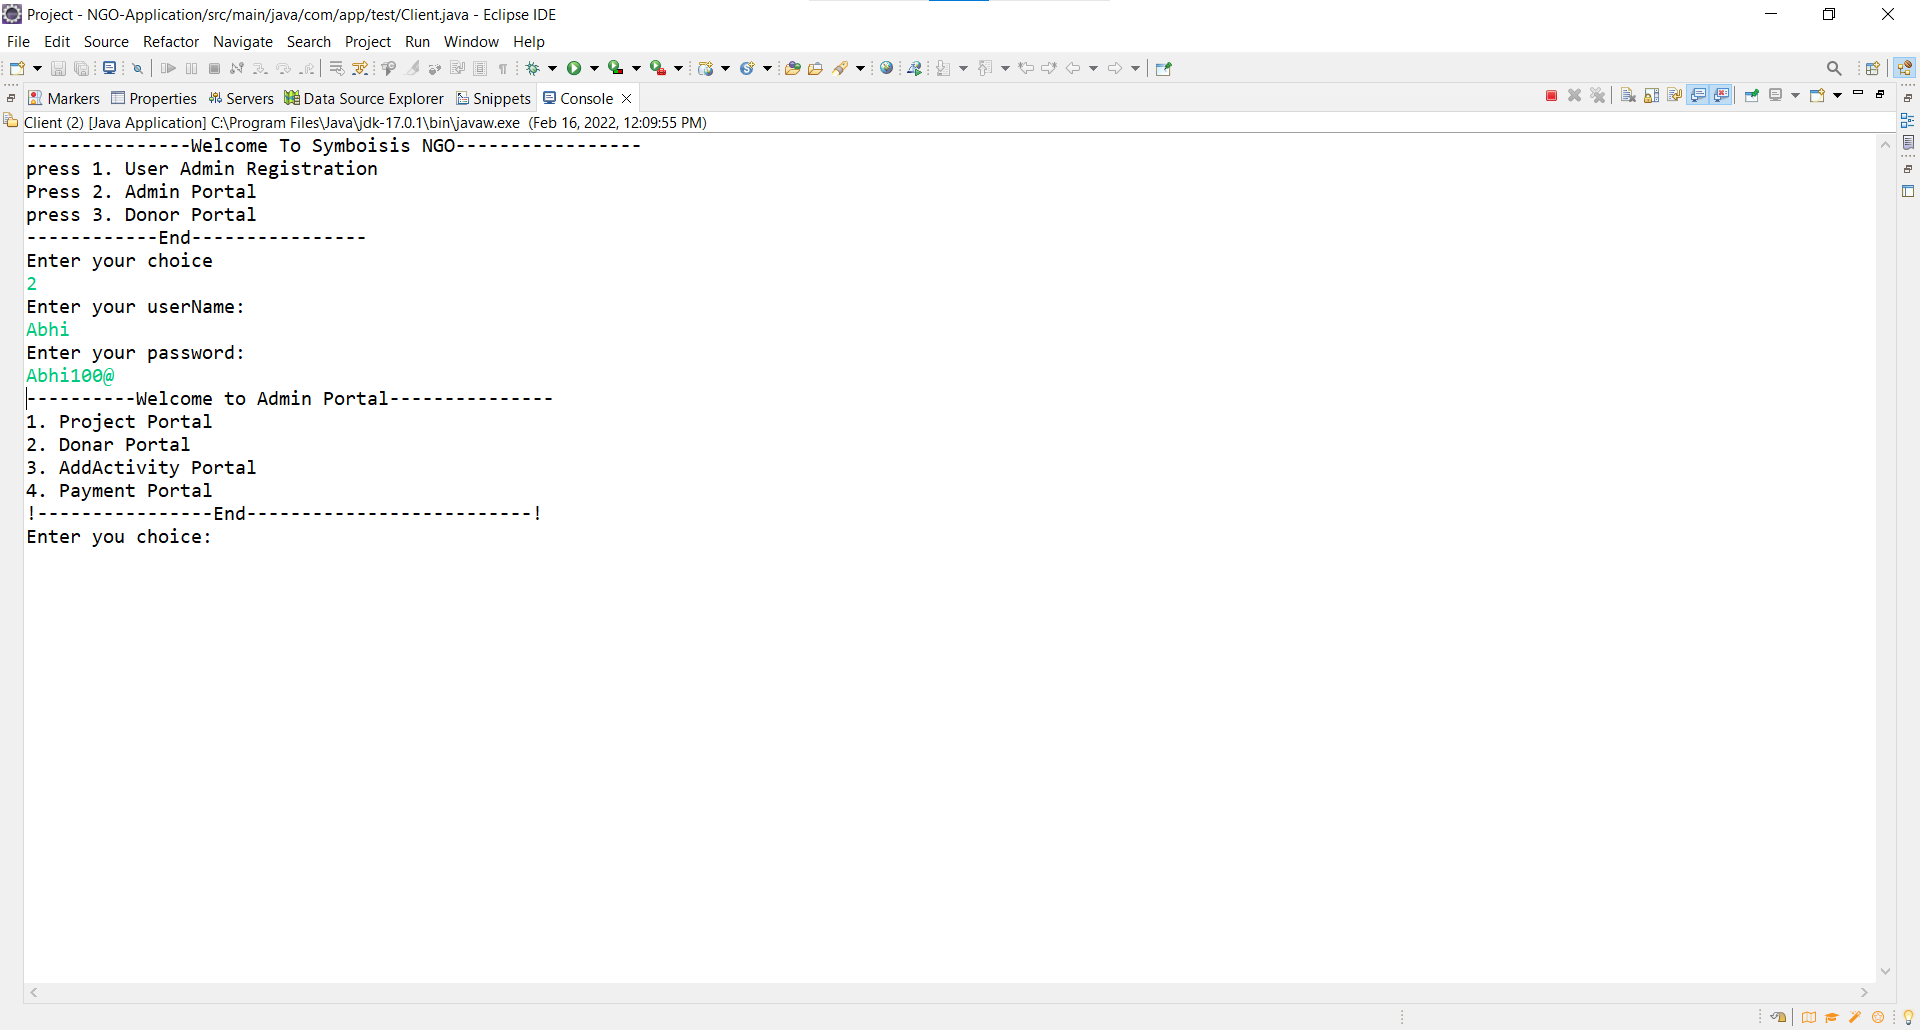 Project - NGO-Application/src/main/java/com/app/test/Client.java - Eclipse IDE
File Edit Source Refactor Navigate Search Project Run Window Help
Markers Properties Servers Data Source Explorer Snippets Console
Client (2) [Java Application] C:\Program Files\Java\jdk-17.0.1\bin\javaw.exe (Feb 16, 2022, 12:09:55 PM)
---------------Welcome To Symboisis NGO-----------------
press 1. User Admin Registration
Press 2. Admin Portal
press 3. Donor Portal
------------End----------------
Enter your choice
2
Enter your userName:
Abhi
Enter your password:
Abhi100@
----------Welcome to Admin Portal---------------
1. Project Portal
2. Donar Portal
3. AddActivity Portal
4. Payment Portal
!----------------End--------------------------!
Enter you choice: